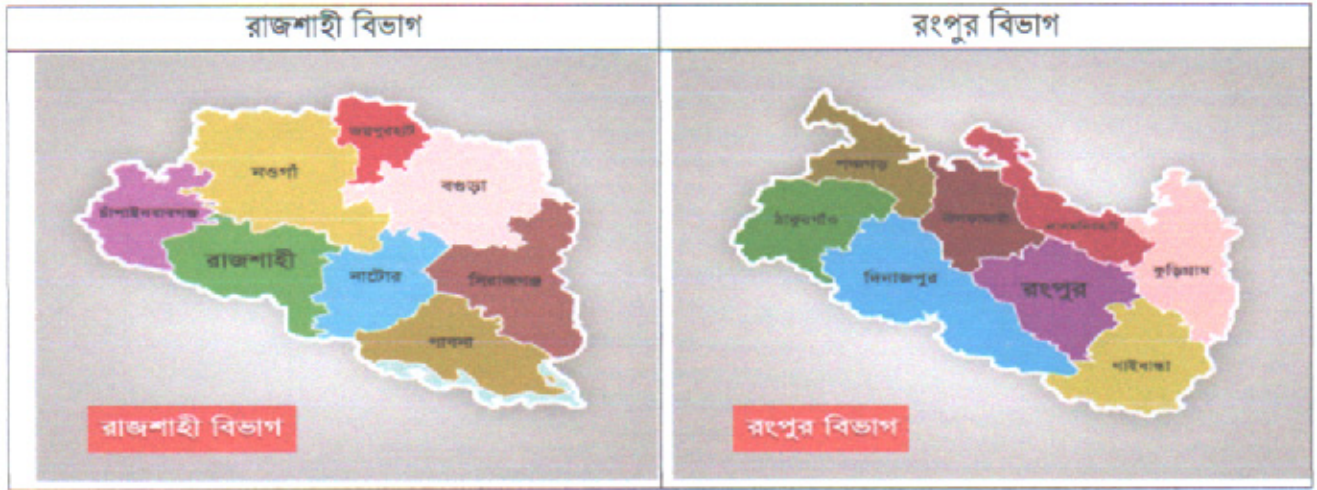 রাজশাহী বিভাগ
রংপুর বিভাগ
জয়পুরহাট
নওগাঁ
বগুড়া
চাঁপাইনবাবগঞ্জ
রাজশাহী
নাটোর
সিরাজগঞ্জ
পাবনা
রাজশাহী বিভাগ
পঞ্চগড়
ঠাকুরগাঁও
নীলফামারী
লালমনিরহাট
কুড়িগ্রাম
দিনাজপুর
রংপুর
গাইবান্ধা
রংপুর বিভাগ